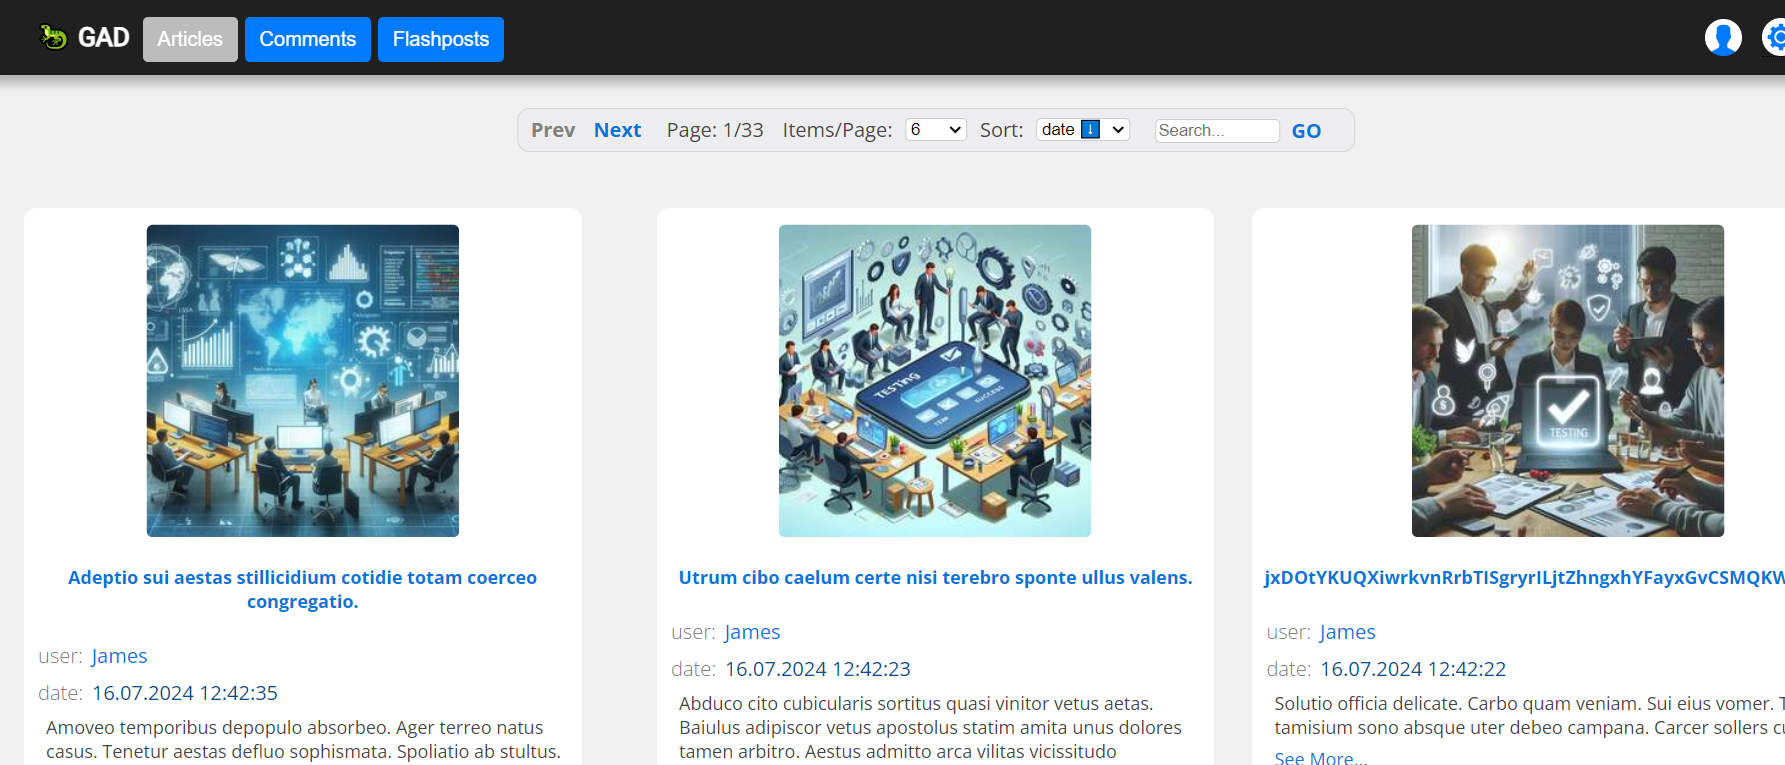 GAD Articles Comments Flashposts
Prev Next Page: 1/33 Items/Page: 6 Sort: date Search... GO
TESTING
SUCCESS
TESTING
Adeptio sui aestas stillicidium cotidie totam coerceo
congregatio.
user: James
date: 16.07.2024 12:42:35
Amoveo temporibus depopulo absorbeo. Ager terreo natus
casus. Tenetur aestas defluo sophismata. Spoliatio ab stultus.
Utrum cibo caelum certe nisi terebro sponte ullus valens.
user: James
date: 16.07.2024 12:42:23
Abduco cito cubicularis sortitus quasi vinitor vetus aetas.
Baiulus adipiscor vetus apostolus statim amita unus dolores
tamen arbitro. Aestus admitto arca vilitas vicissitudo
jxDOtYKUQXiwrkvnRrbTISgryrILjtZhngxhYFayxGvCSMQKW
user: James
date: 16.07.2024 12:42:22
Solutio officia delicate. Carbo quam veniam. Sui eius vomer. T
tamisium sono absque uter debeo campana. Carcer sollers cu
See More...